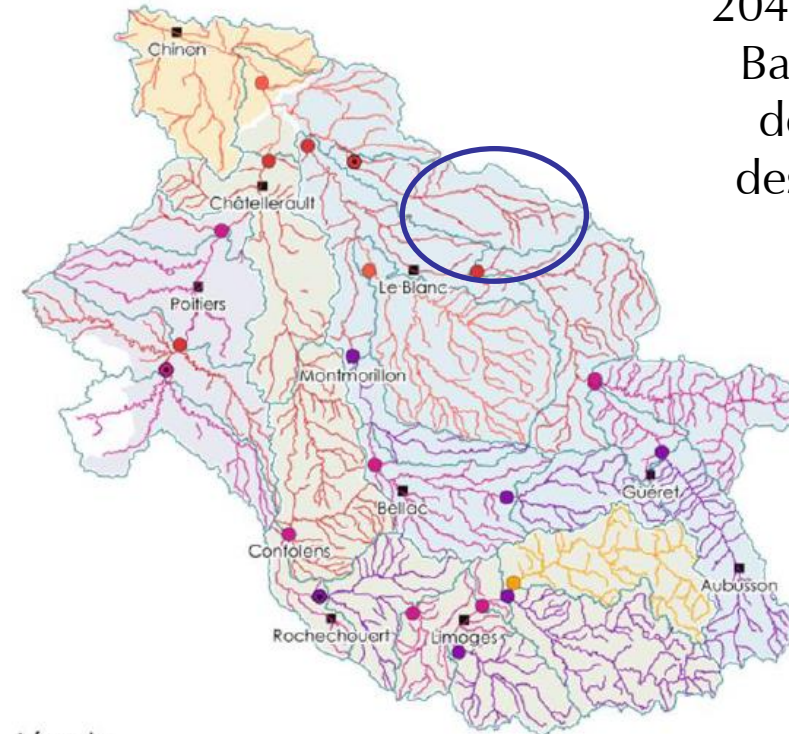 204
Ba
de
des
Chinon
Châtellerault
Poitiers
Le Blanc
Montmorillon
Guéret
Bellac
Confolens
Aubusson
Rochechouart
Limoges